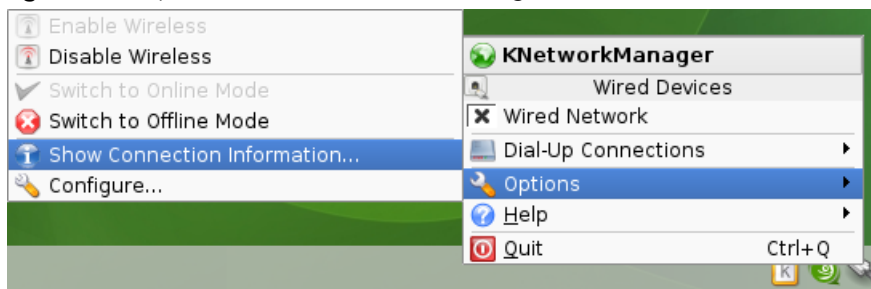 Enable Wireless
Disable Wireless
Switch to Online Mode
Switch to Offline Mode
Show Connection Information...
Configure...
KNetworkManager
Wired Devices
Wired Network
Dial-Up Connections
Options
Help
Quit Ctrl+Q
K